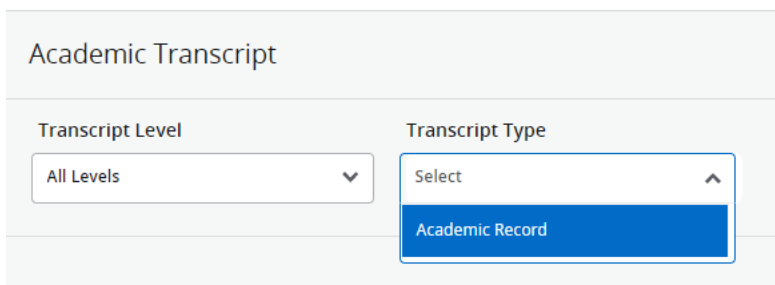 Academic Transcript
Transcript Level
Transcript Type
All Levels
Select
Academic Record